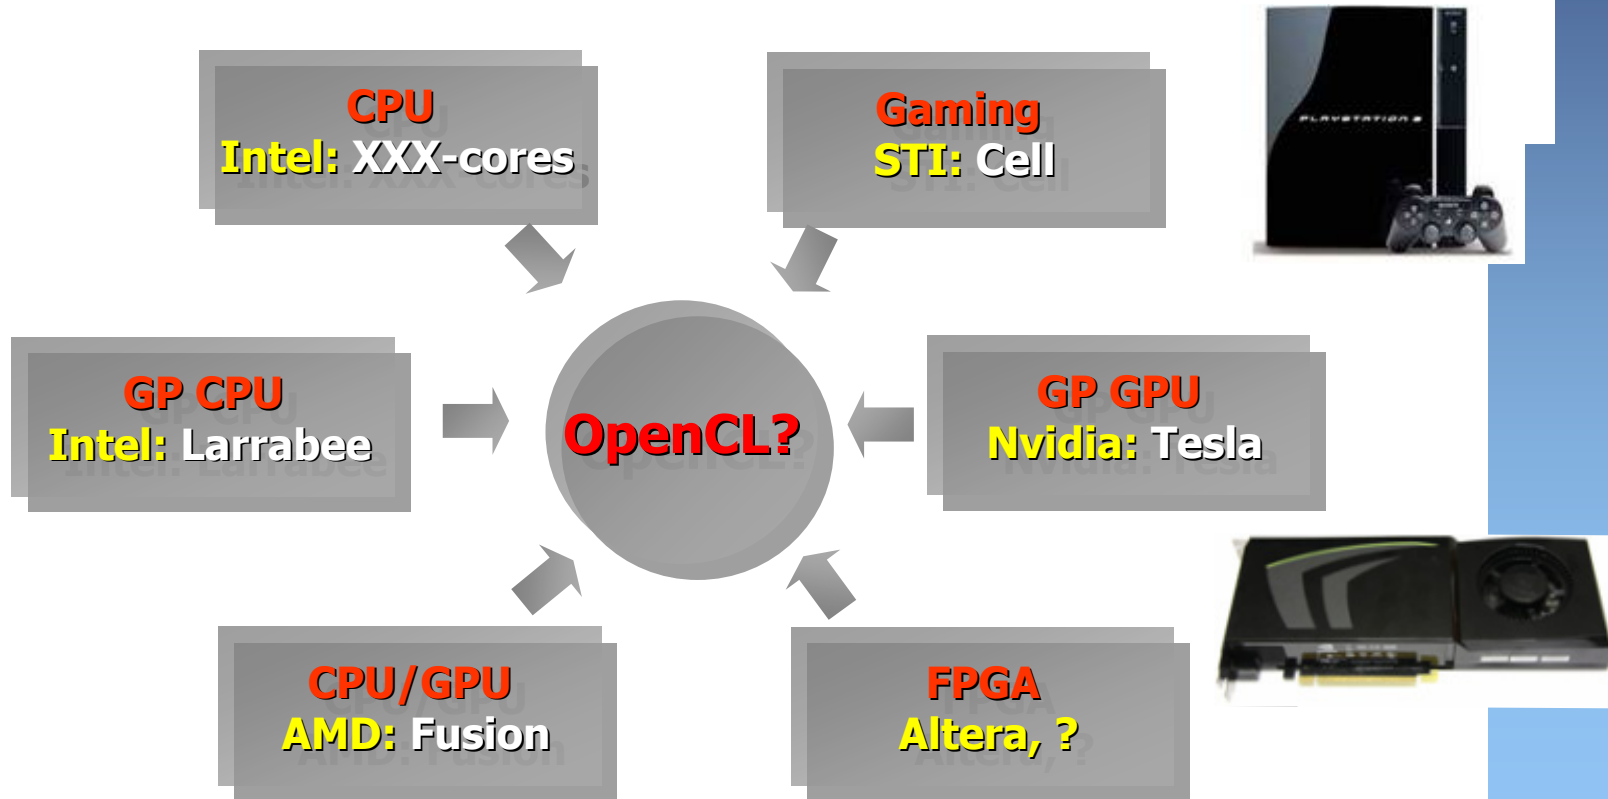 CPU
Intel: XXX-cores
Gaming
STI: Cell
PLAYSTATION 3
GP CPU
Intel: Larrabee
OpenCL?
GP GPU
Nvidia: Tesla
CPU/GPU
AMD: Fusion
FPGA
Altera, ?